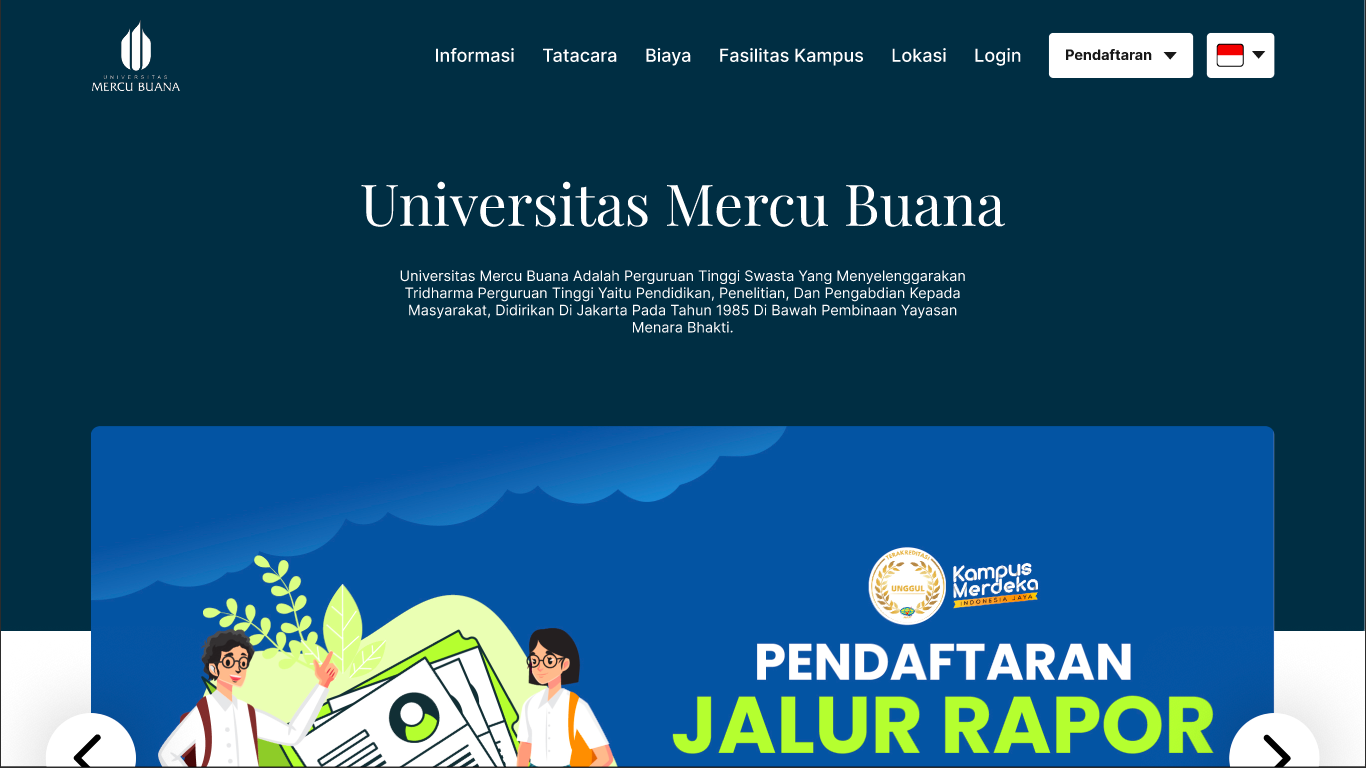 UNIVERSITAS
MERCU BUANA
Informasi
Tatacara
Biaya
Fasilitas Kampus
Lokasi
Login
Pendaftaran
Universitas Mercu Buana
Universitas Mercu Buana Adalah Perguruan Tinggi Swasta Yang Menyelenggarakan
Tridharma Perguruan Tinggi Yaitu Pendidikan, Penelitian, Dan Pengabdian Kepada
Masyarakat, Didirikan Di Jakarta Pada Tahun 1985 Di Bawah Pembinaan Yayasan
Menara Bhakti.
TERAKREDITASI
UNGGUL
Kampus
Merdeka
INDONESIA JAYA
PENDAFTARAN
JALUR RAPOR